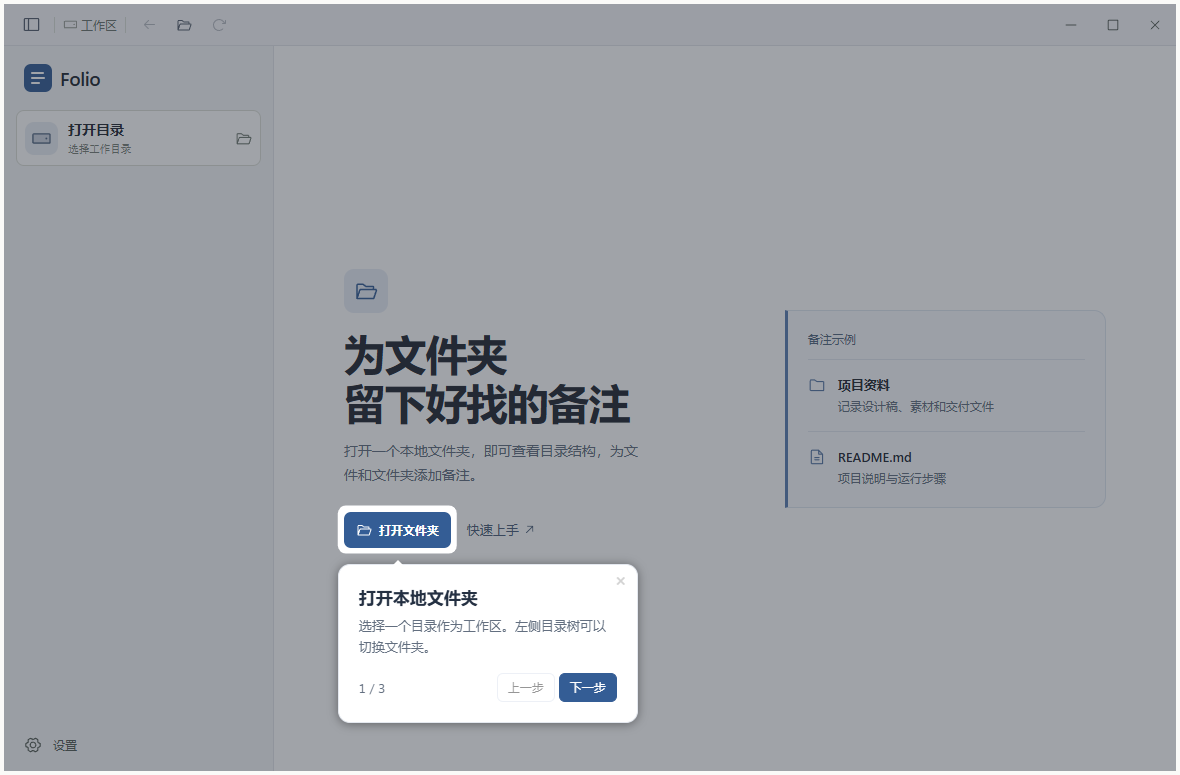 工作区
Folio
打开目录
选择工作目录
为文件夹
留下好找的备注
打开一个本地文件夹，即可查看目录结构，为文
件和文件夹添加备注。
打开文件夹
快速上手
备注示例
项目资料
记录设计稿、素材和交付文件
README.md
项目说明与运行步骤
打开本地文件夹
选择一个目录作为工作区。左侧目录树可以
切换文件夹。
1 / 3
上一步
下一步
设置